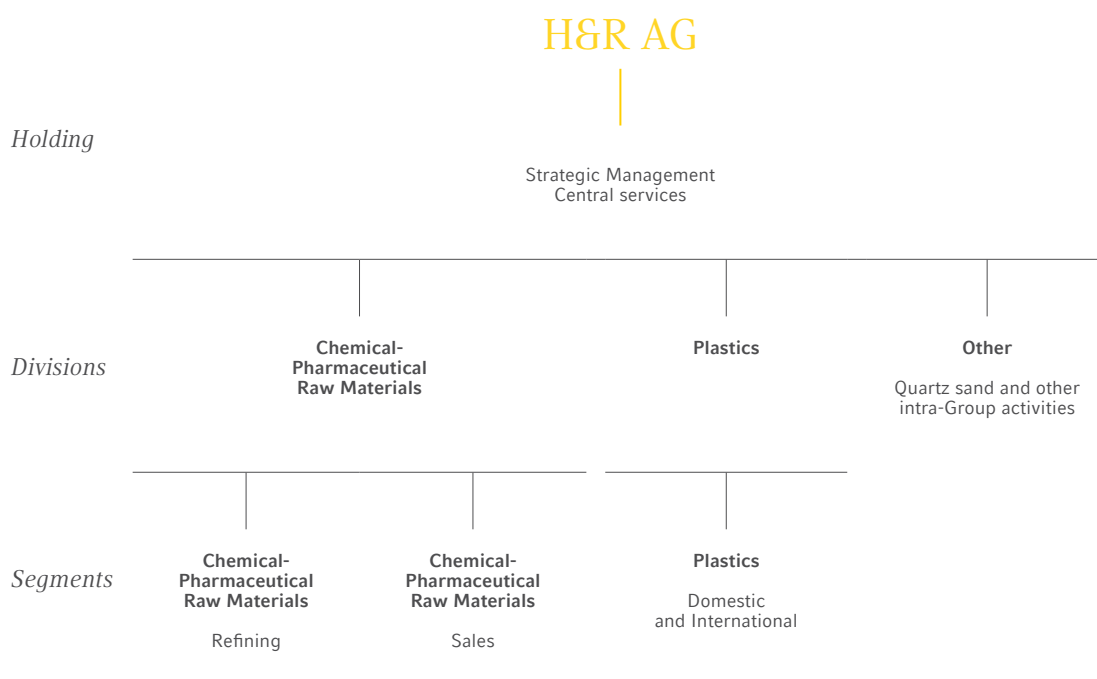 H&R AG
Holding
Strategic Management
Central services
Divisions
Chemical-
Pharmaceutical
Raw Materials
Plastics
Other
Quartz sand and other
intra-Group activities
Segments
Chemical-
Pharmaceutical
Raw Materials
Refining
Chemical-
Pharmaceutical
Raw Materials
Sales
Plastics
Domestic
and International